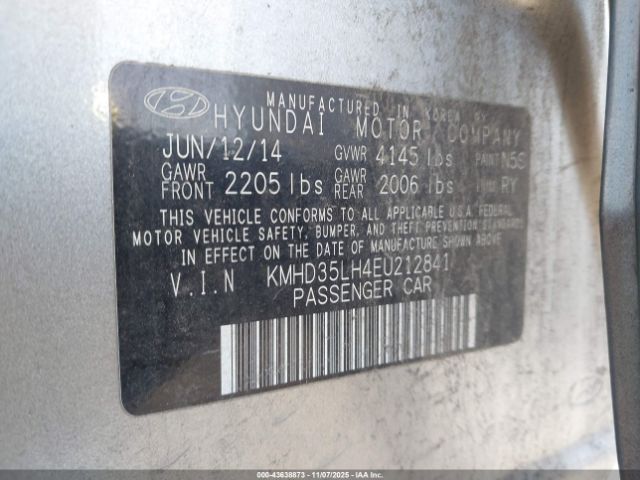 MANUFACTURED IN KOREA BY
HYUNDAI MOTOR COMPANY
JUN/12/14 GVWR 4145 lbs PAINT N5S
GAWR FRONT 2205 lbs GAWR REAR 2006 lbs TRIM RY
THIS VEHICLE CONFORMS TO ALL APPLICABLE U.S.A. FEDERAL
MOTOR VEHICLE SAFETY, BUMPER, AND THEFT PREVENTION STANDARDS
IN EFFECT ON THE DATE OF MANUFACTURE SHOWN ABOVE.
V.I.N KMHD35LH4EU212841
PASSENGER CAR
000-43638873 11/07/2025 - IAAI.COM